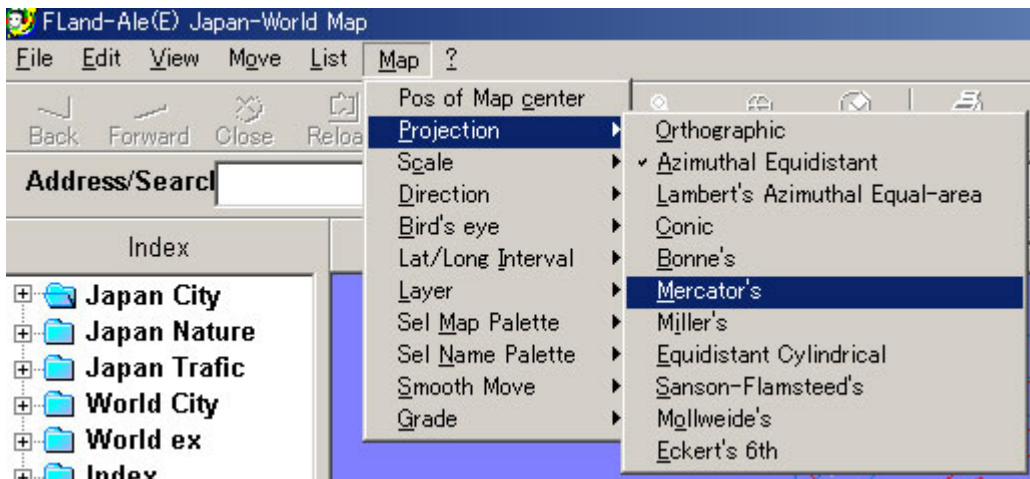 FLand-Ale(E) Japan-World Map
File Edit View Move List Map ?
Back Forward Close Reloa
Address/Searcl
Index
Japan City
Japan Nature
Japan Trafic
World City
World ex
Index
Pos of Map center
Projection
Scale
Direction
Bird's eye
Lat/Long Interval
Layer
Sel Map Palette
Sel Name Palette
Smooth Move
Grade
Orthographic
Azimuthal Equidistant
Lambert's Azimuthal Equal-area
Conic
Bonne's
Mercator's
Miller's
Equidistant Cylindrical
Sanson-Flamsteed's
Mollweide's
Eckert's 6th